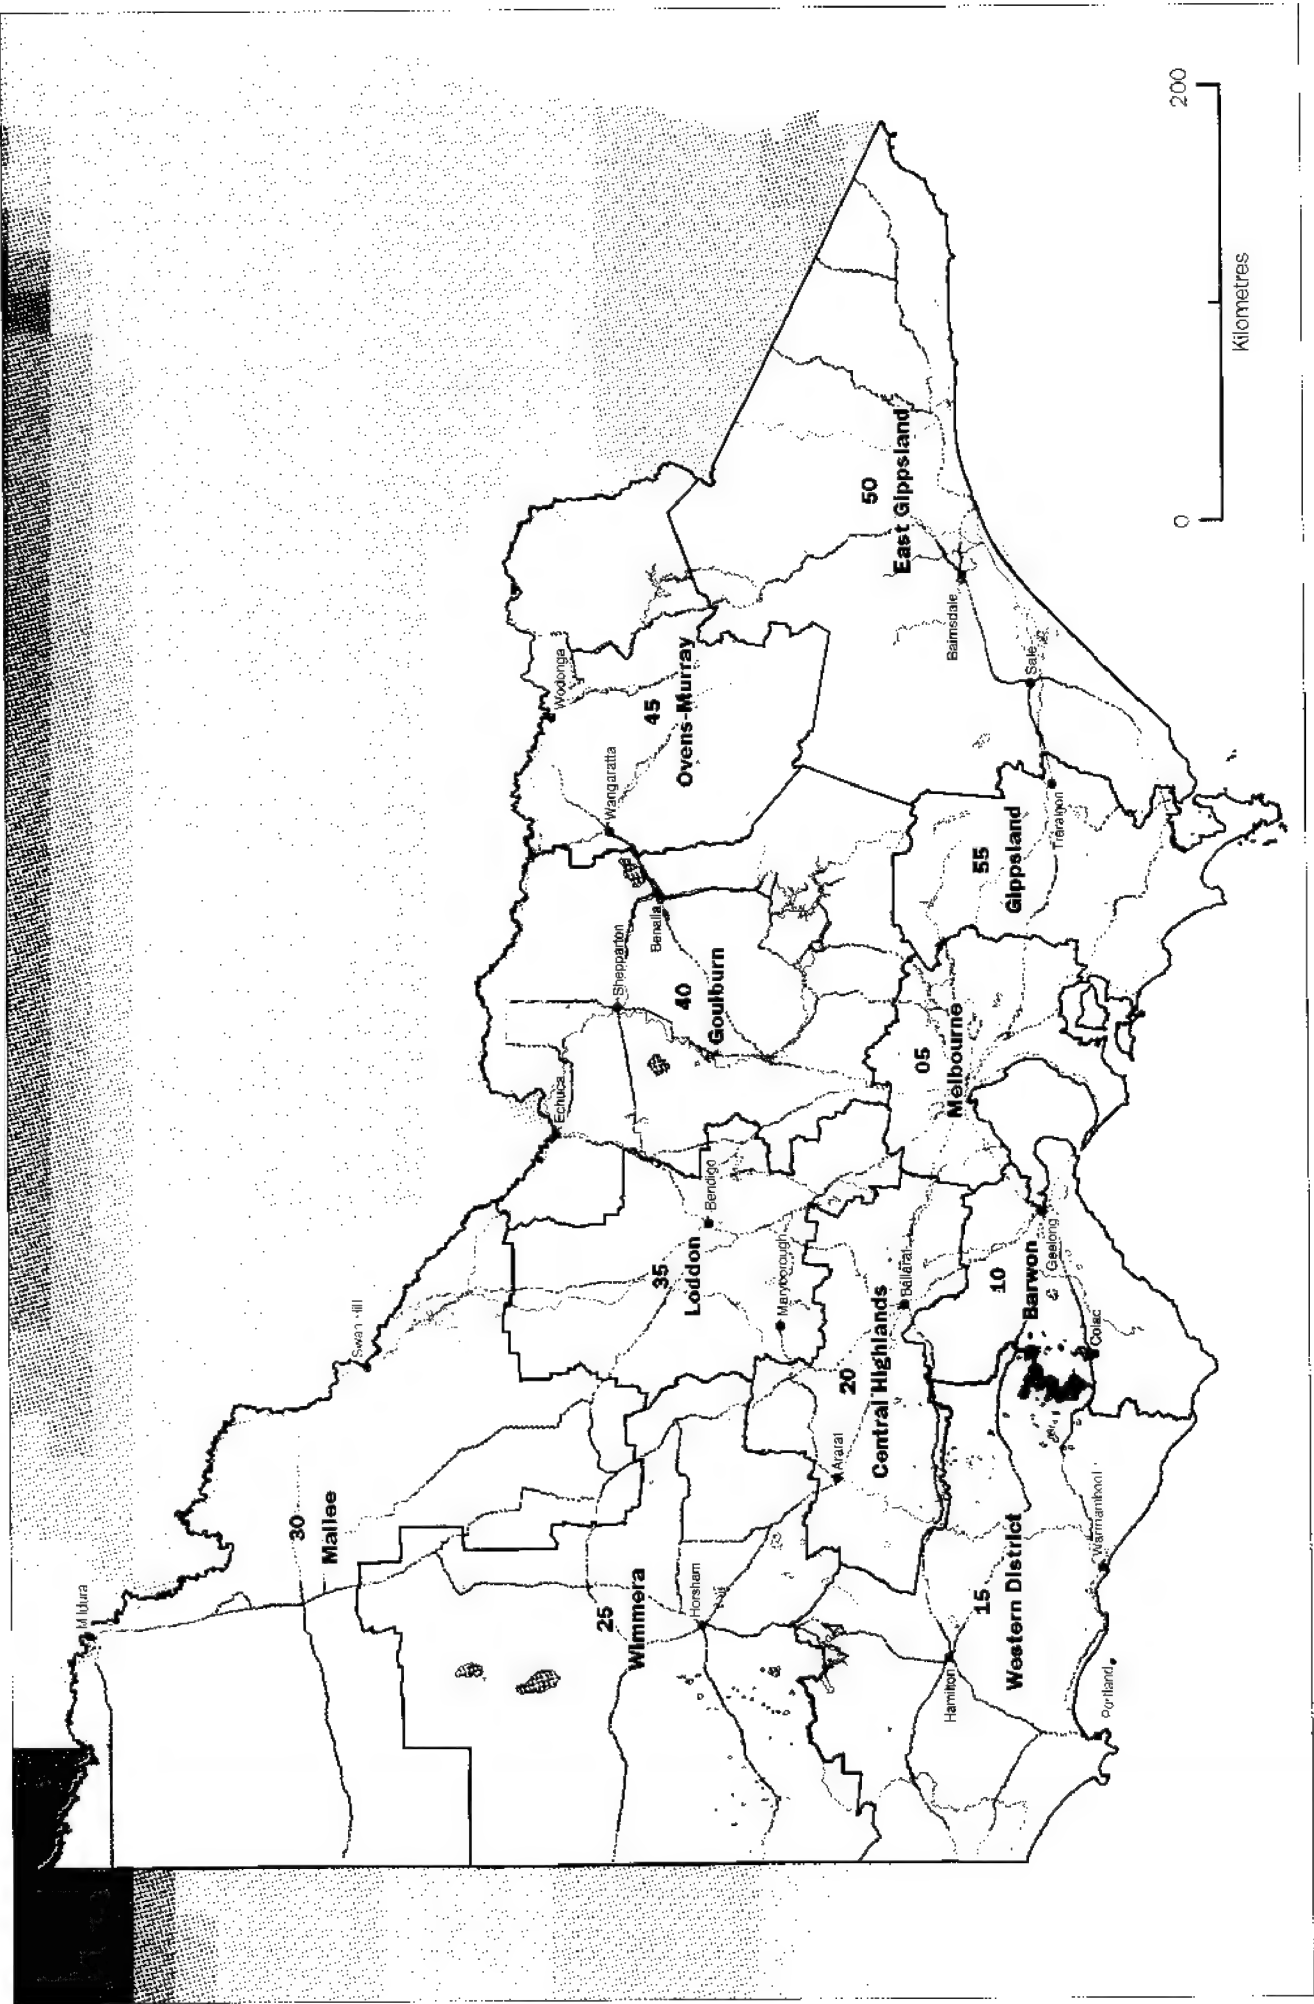 Mildura
30
Mallee
Swan Hill
25
Wimmera
Horsham
35
Loddon
Bendigo
Maryborough
Echuca
Shepparton
Benalla
40
Goulburn
Wangaratta
Wodonga
45
Ovens-Murray
20
Central Highlands
Ararat
Ballarat
05
Melbourne
50
East Gippsland
Bairnsdale
Sale
55
Gippsland
Traralgon
10
Barwon
Geelong
Colac
15
Western District
Hamilton
Warrnambool
Portland
0
200
Kilometres